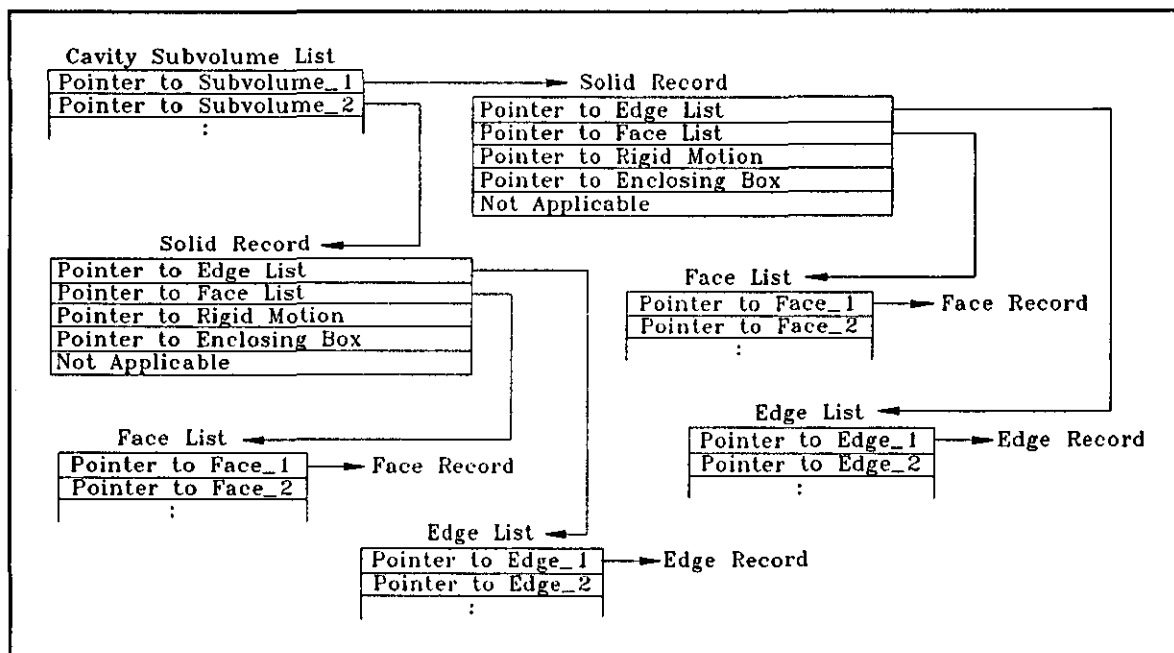 Cavity Subvolume List
Pointer to Subvolume_1
Pointer to Subvolume_2
:
Solid Record
Pointer to Edge List
Pointer to Face List
Pointer to Rigid Motion
Pointer to Enclosing Box
Not Applicable
Solid Record
Pointer to Edge List
Pointer to Face List
Pointer to Rigid Motion
Pointer to Enclosing Box
Not Applicable
Face List
Pointer to Face_1
Face Record
Pointer to Face_2
:
Edge List
Pointer to Edge_1
Edge Record
Pointer to Edge_2
:
Face List
Pointer to Face_1
Face Record
Pointer to Face_2
:
Edge List
Pointer to Edge_1
Edge Record
Pointer to Edge_2
: